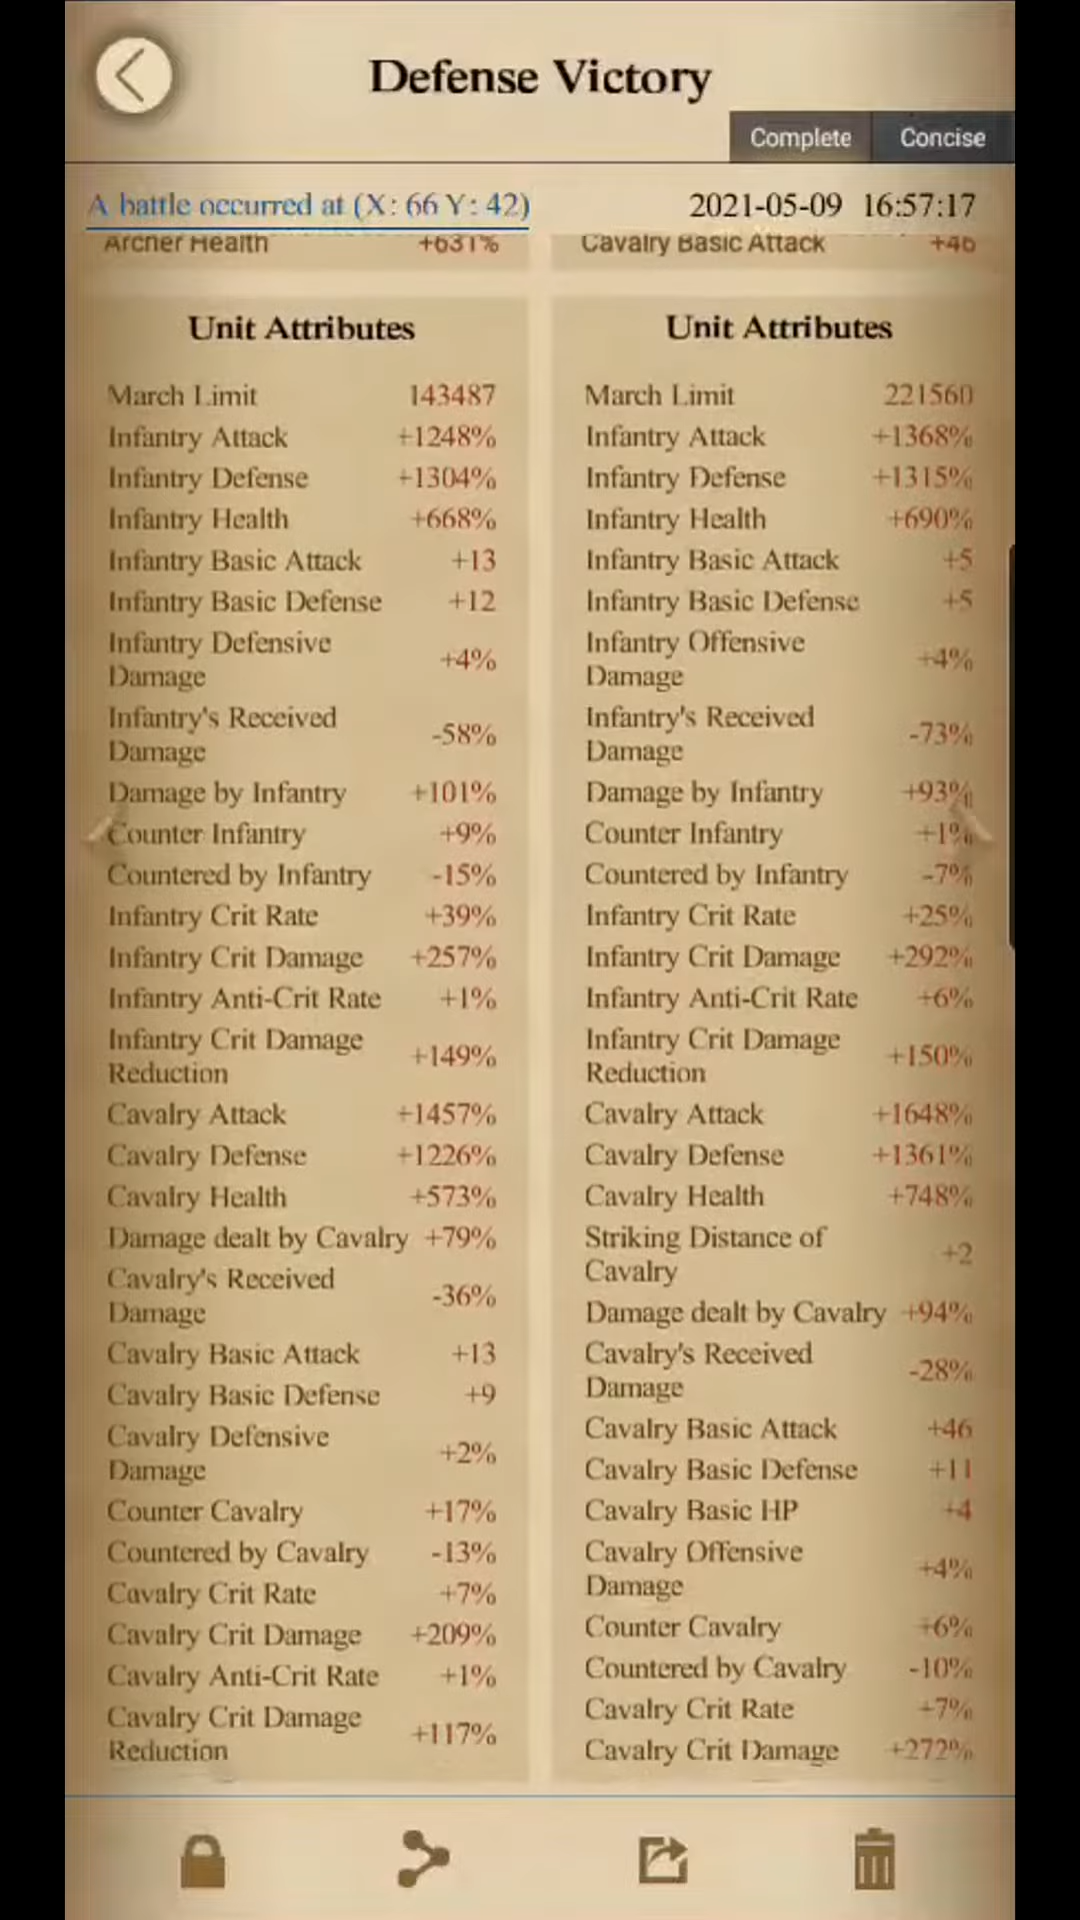 Defense Victory
Complete
Concise
A battle occurred at (X: 66 Y: 42)
2021-05-09 16:57:17
Archer Health +631%
Cavalry Basic Attack +46
Unit Attributes
March Limit 143487
Infantry Attack +1248%
Infantry Defense +1304%
Infantry Health +668%
Infantry Basic Attack +13
Infantry Basic Defense +12
Infantry Defensive
Damage +4%
Infantry's Received
Damage -58%
Damage by Infantry +101%
Counter Infantry +9%
Countered by Infantry -15%
Infantry Crit Rate +39%
Infantry Crit Damage +257%
Infantry Anti-Crit Rate +1%
Infantry Crit Damage
Reduction +149%
Cavalry Attack +1457%
Cavalry Defense +1226%
Cavalry Health +573%
Damage dealt by Cavalry +79%
Cavalry's Received
Damage -36%
Cavalry Basic Attack +13
Cavalry Basic Defense +9
Cavalry Defensive
Damage +2%
Counter Cavalry +17%
Countered by Cavalry -13%
Cavalry Crit Rate +7%
Cavalry Crit Damage +209%
Cavalry Anti-Crit Rate +1%
Cavalry Crit Damage
Reduction +117%
Unit Attributes
March Limit 221560
Infantry Attack +1368%
Infantry Defense +1315%
Infantry Health +690%
Infantry Basic Attack +5
Infantry Basic Defense +5
Infantry Offensive
Damage +4%
Infantry's Received
Damage -73%
Damage by Infantry +93%
Counter Infantry +1%
Countered by Infantry -7%
Infantry Crit Rate +25%
Infantry Crit Damage +292%
Infantry Anti-Crit Rate +6%
Infantry Crit Damage
Reduction +150%
Cavalry Attack +1648%
Cavalry Defense +1361%
Cavalry Health +748%
Striking Distance of
Cavalry +2
Damage dealt by Cavalry +94%
Cavalry's Received
Damage -28%
Cavalry Basic Attack +46
Cavalry Basic Defense +11
Cavalry Basic HP +4
Cavalry Offensive
Damage +4%
Counter Cavalry +6%
Countered by Cavalry -10%
Cavalry Crit Rate +7%
Cavalry Crit Damage +272%